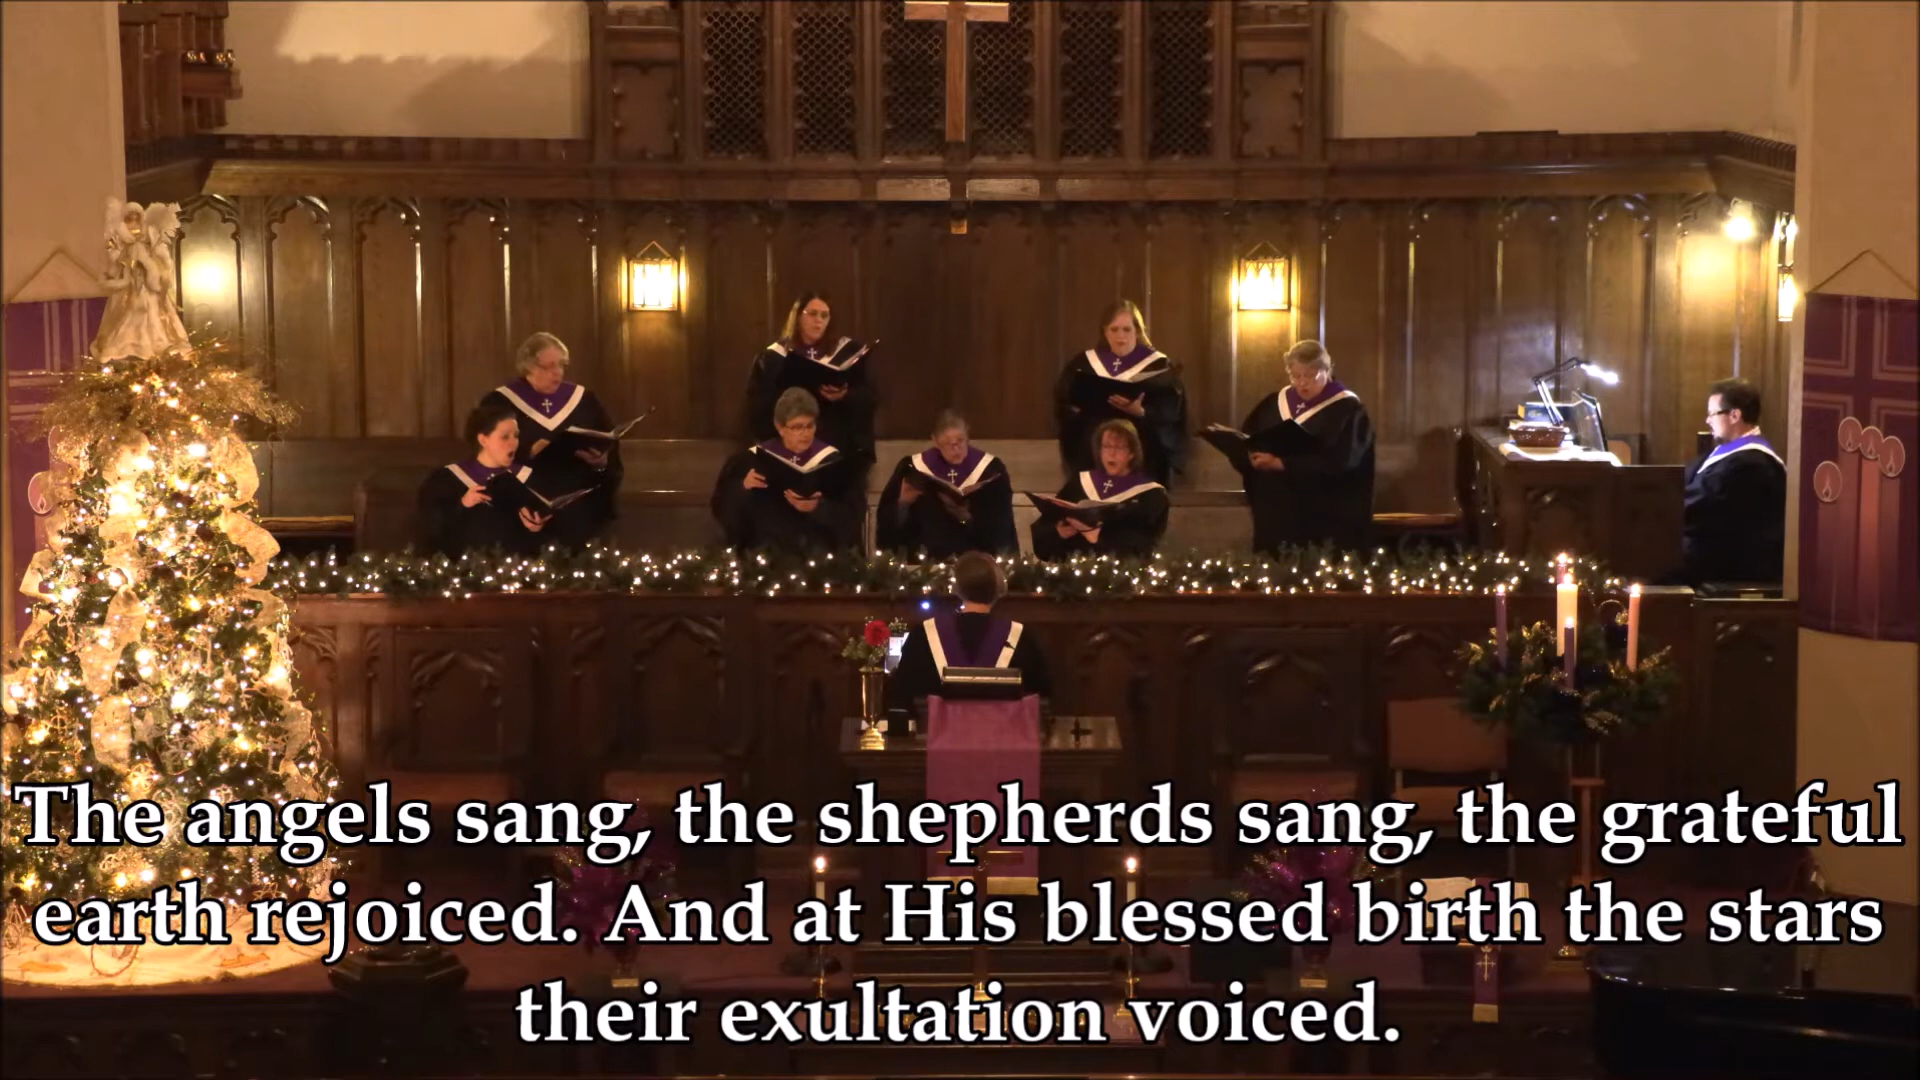 The angels sang, the shepherds sang, the grateful
earth rejoiced. And at His blessed birth the stars
their exultation voiced.